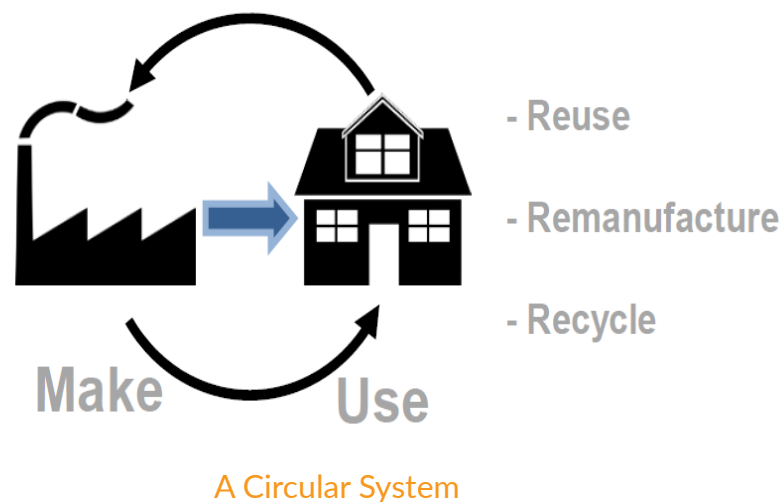 - Reuse
- Remanufacture
- Recycle
Make
Use
A Circular System